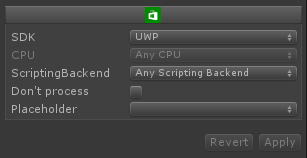 SDK UWP
CPU Any CPU
ScriptingBackend Any Scripting Backend
Don't process
Placeholder
Revert Apply